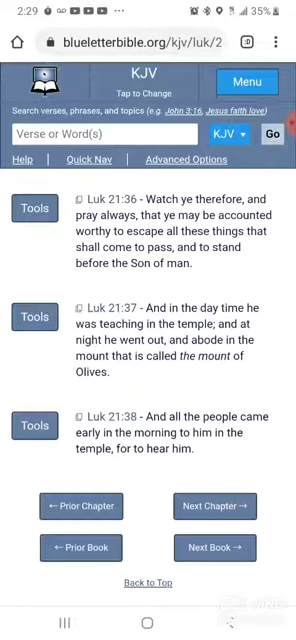 2:29
35%
blueletterbible.org/kjv/luk/2
:D
KJV
Tap to Change
Menu
Search verses, phrases, and topics (e.g. John 3:16, Jesus faith love)
Verse or Word(s)
KJV
Go
Help
Quick Nav
Advanced Options
Tools
Luk 21:36 - Watch ye therefore, and
pray always, that ye may be accounted
worthy to escape all these things that
shall come to pass, and to stand
before the Son of man.
Tools
Luk 21:37 - And in the day time he
was teaching in the temple; and at
night he went out, and abode in the
mount that is called the mount of
Olives.
Tools
Luk 21:38 - And all the people came
early in the morning to him in the
temple, for to hear him.
← Prior Chapter
Next Chapter →
← Prior Book
Next Book →
Back to Top